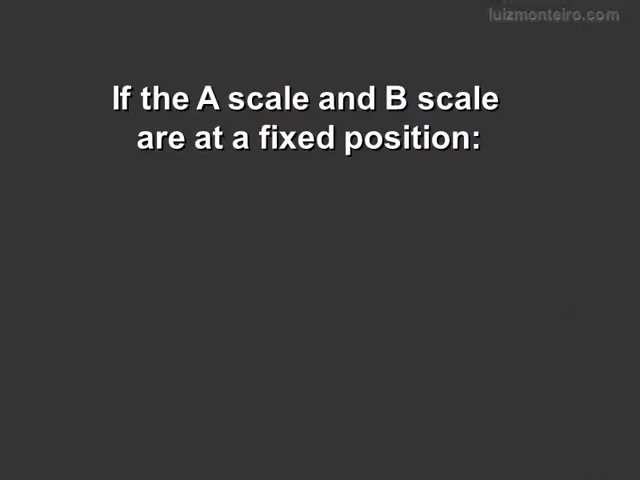 luizmonteiro.com
If the A scale and B scale
are at a fixed position: